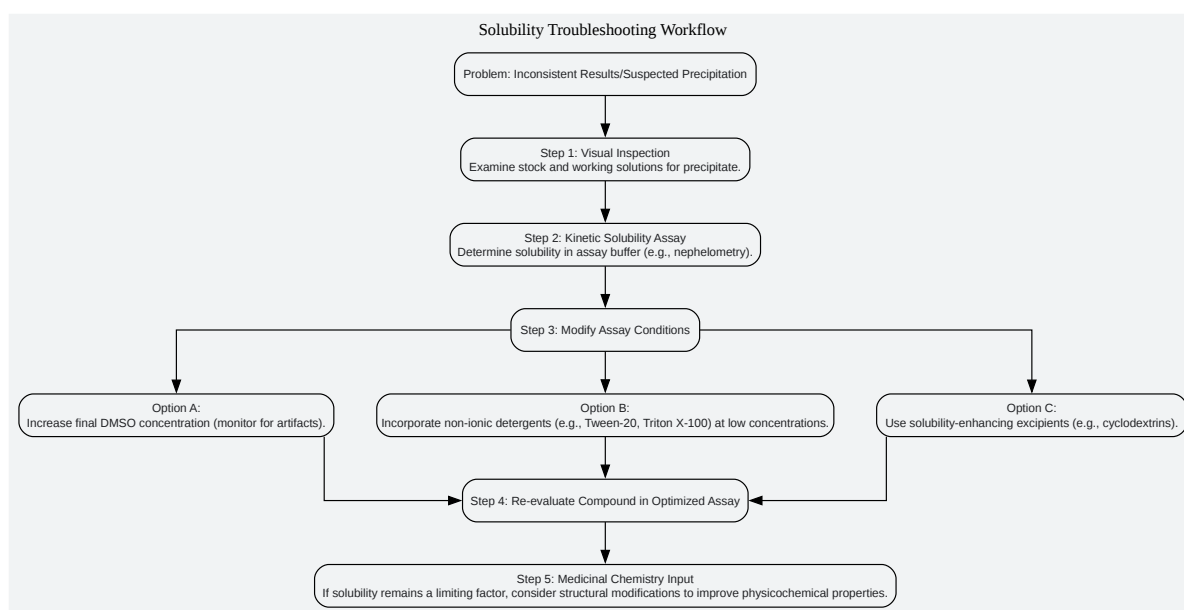 Solubility Troubleshooting Workflow
Problem: Inconsistent Results/Suspected Precipitation
Step 1: Visual Inspection
Examine stock and working solutions for precipitate.
Step 2: Kinetic Solubility Assay
Determine solubility in assay buffer (e.g., nephelometry).
Step 3: Modify Assay Conditions
Option A:
Increase final DMSO concentration (monitor for artifacts).
Option B:
Incorporate non-ionic detergents (e.g., Tween-20, Triton X-100) at low concentrations.
Option C:
Use solubility-enhancing excipients (e.g., cyclodextrins).
Step 4: Re-evaluate Compound in Optimized Assay
Step 5: Medicinal Chemistry Input
If solubility remains a limiting factor, consider structural modifications to improve physicochemical properties.